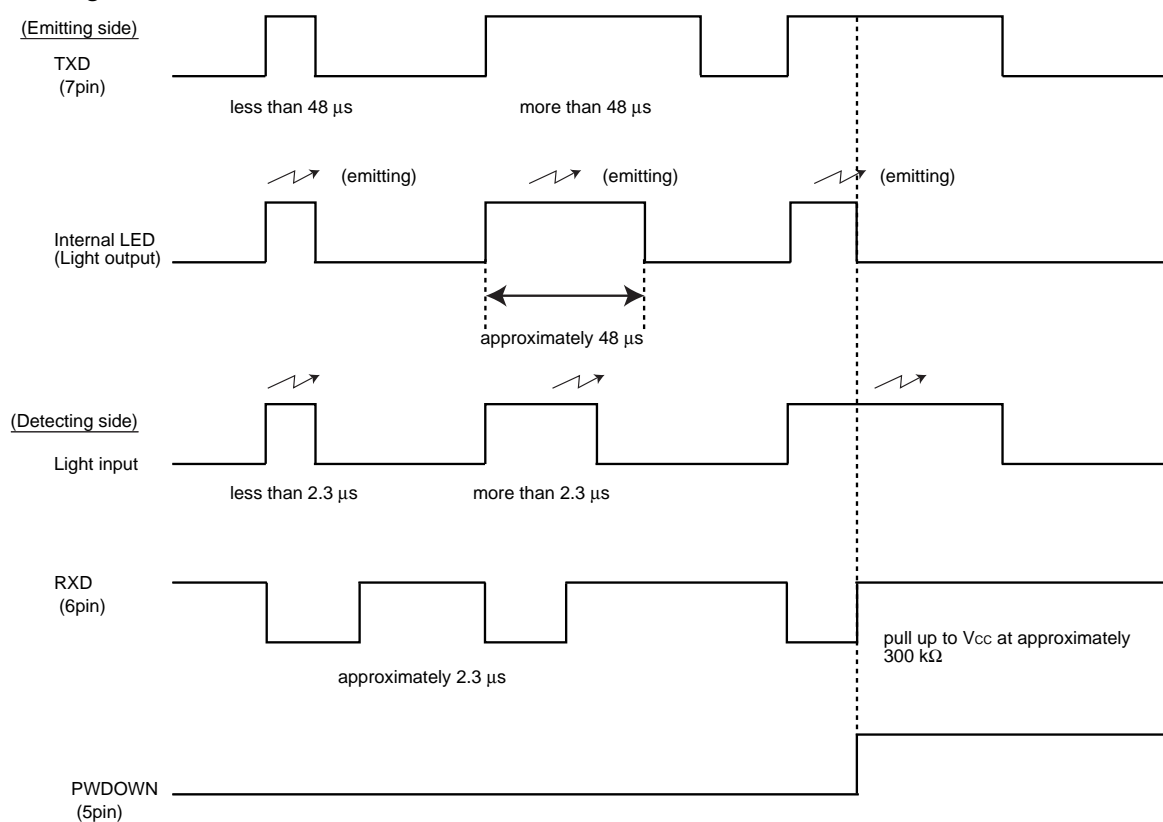 (Emitting side)
TXD
(7pin)
less than 48 μs
more than 48 μs
(emitting)
(emitting)
(emitting)
Internal LED
(Light output)
approximately 48 μs
(Detecting side)
Light input
less than 2.3 μs
more than 2.3 μs
RXD
(6pin)
pull up to Vcc at approximately
300 kΩ
approximately 2.3 μs
PWDOWN
(5pin)